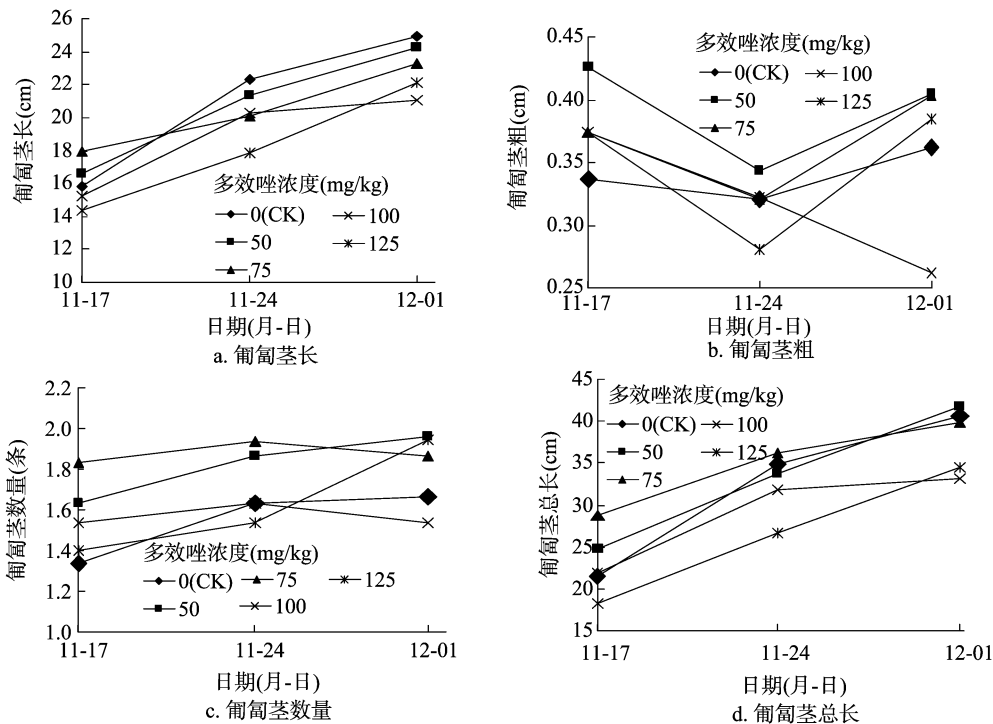 26
24
22
20
18
16
14
12
10
匍匐茎长(cm)
多效唑浓度(mg/kg)
0(CK)
100
50
125
75
11-17
11-24
12-01
日期(月-日)
a. 匍匐茎长
0.45
0.40
0.35
0.30
0.25
匍匐茎粗(cm)
多效唑浓度(mg/kg)
0(CK)
100
50
125
75
11-17
11-24
12-01
日期(月-日)
b. 匍匐茎粗
2.2
2.0
1.8
1.6
1.4
1.2
1.0
匍匐茎数量(条)
多效唑浓度(mg/kg)
0(CK)
75
125
50
100
11-17
11-24
12-01
日期(月-日)
c. 匍匐茎数量
45
40
35
30
25
20
15
匍匐茎总长(cm)
多效唑浓度(mg/kg)
0(CK)
100
50
125
75
11-17
11-24
12-01
日期(月-日)
d. 匍匐茎总长